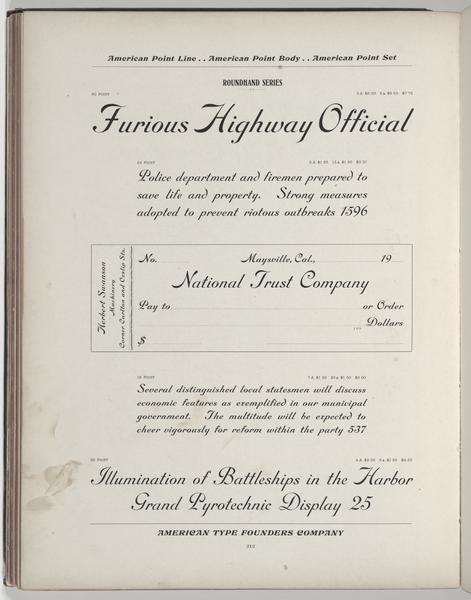 American Point Line . . American Point Body . . American Point Set
ROUNDHAND SERIES
Furious Highway Official
Police department and firemen prepared to
save life and property. Strong measures
adopted to prevent riotous outbreaks 1596
Herbert Swanson
Machinery
Corner Carlton and Conlip Sts.
No. Maysville, Cal., 19
National Trust Company
Pay to or Order
Dollars
$
Several distinguished local statesmen will discuss
economic features as exemplified in our municipal
government. The multitude will be expected to
cheer vigorously for reform within the party 537
Illumination of Battleships in the Harbor
Grand Pyrotechnic Display 25
AMERICAN TYPE FOUNDERS COMPANY